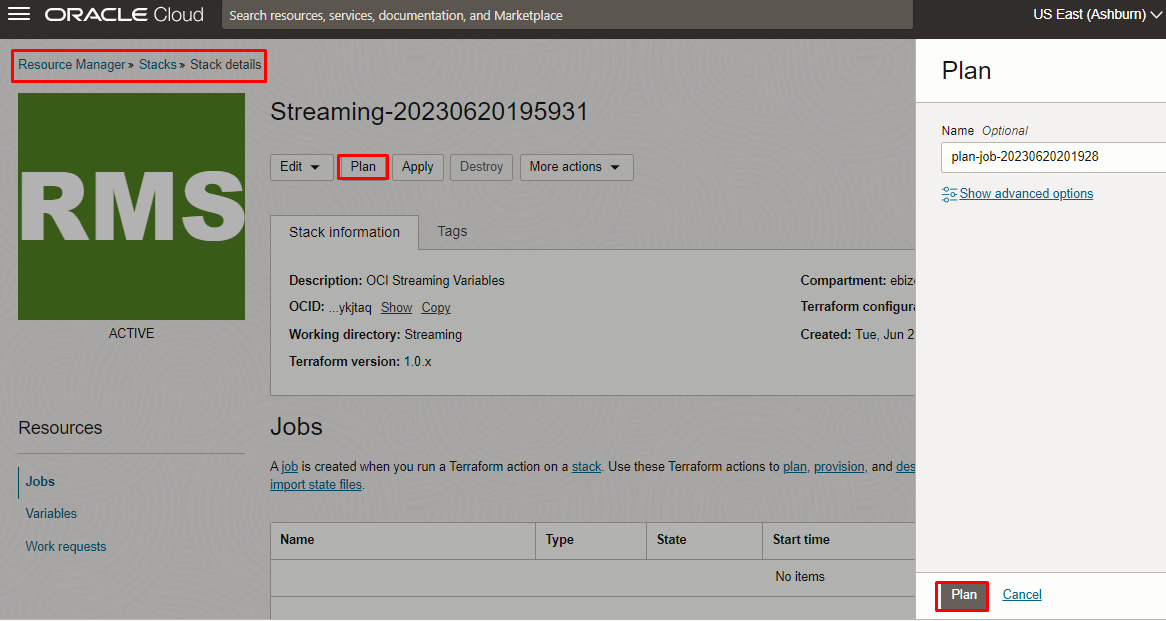 ORACLE Cloud
Search resources, services, documentation, and Marketplace
US East (Ashburn)
Resource Manager » Stacks » Stack details
RMS
ACTIVE
Streaming-20230620195931
Edit Plan Apply Destroy More actions
Stack information Tags
Description: OCI Streaming Variables
OCID: ...ykjtaq Show Copy
Working directory: Streaming
Terraform version: 1.0.x
Compartment: ebiz
Terraform configura
Created: Tue, Jun 2
Resources
Jobs
Variables
Work requests
Jobs
A job is created when you run a Terraform action on a stack. Use these Terraform actions to plan, provision, and des
import state files.
Name Type State Start time
No items
Plan
Name Optional
plan-job-20230620201928
Show advanced options
Plan Cancel